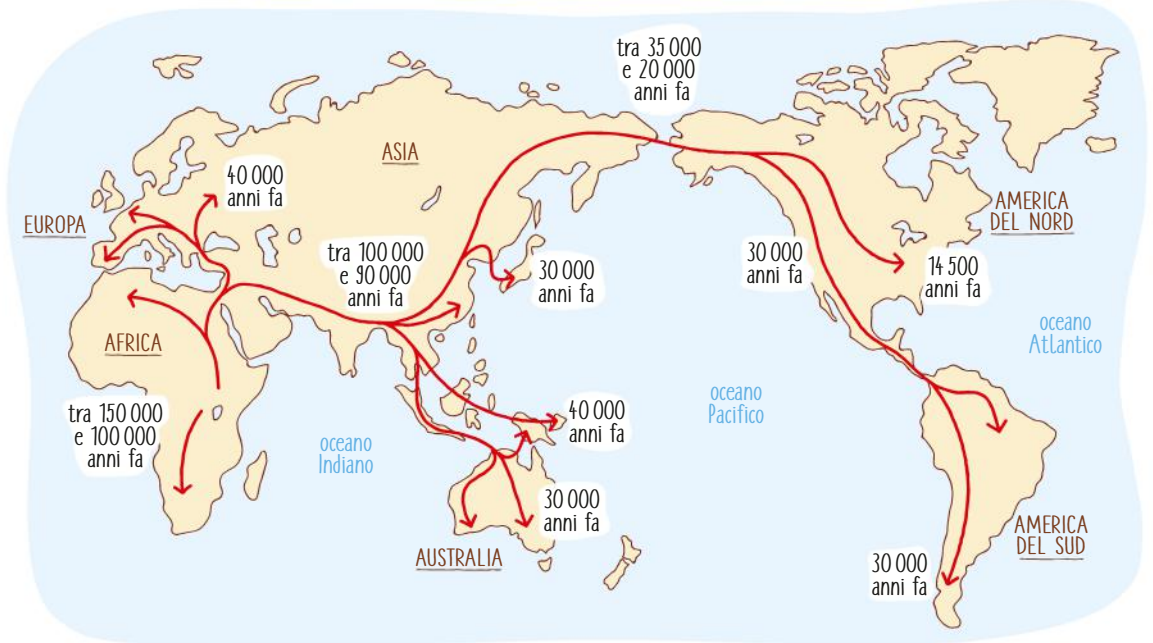 tra 35 000
e 20 000
anni fa
ASIA
40 000
anni fa
EUROPA
AMERICA
DEL NORD
tra 100 000
e 90 000
anni fa
30 000
anni fa
30 000
anni fa
14 500
anni fa
AFRICA
oceano
Atlantico
oceano
Pacifico
tra 150 000
e 100 000
anni fa
40 000
anni fa
oceano
Indiano
30 000
anni fa
AUSTRALIA
AMERICA
DEL SUD
30 000
anni fa